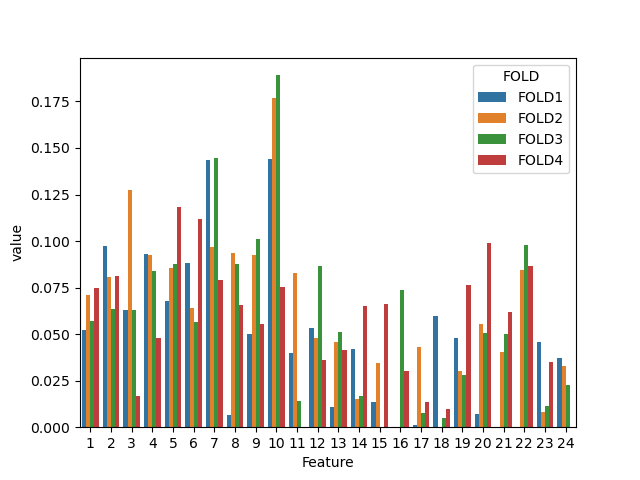 FOLD
FOLD1
FOLD2
FOLD3
FOLD4
value
0.175
0.150
0.125
0.100
0.075
0.050
0.025
0.000
1 2 3 4 5 6 7 8 9 10 11 12 13 14 15 16 17 18 19 20 21 22 23 24
Feature